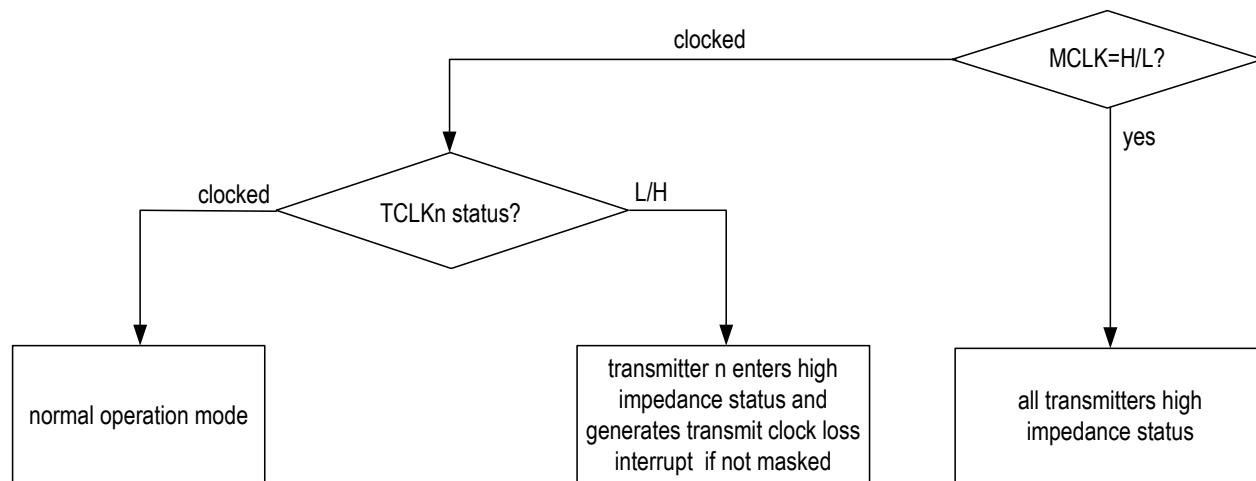 clocked
MCLK=H/L?
yes
clocked
TCLKn status?
L/H
normal operation mode
transmitter n enters high
impedance status and
generates transmit clock loss
interrupt if not masked
all transmitters high
impedance status